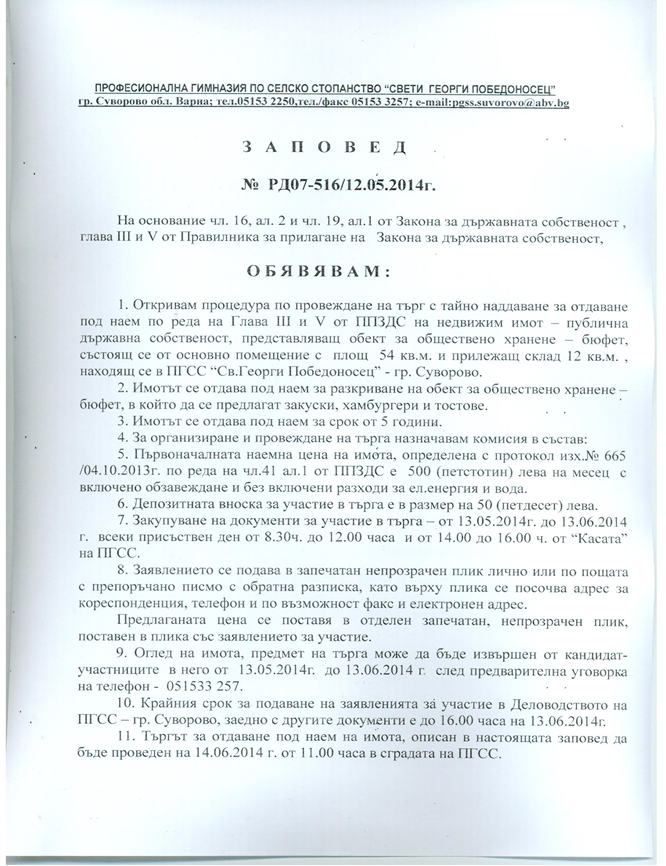 ПРОФЕСИОНАЛНА ГИМНАЗИЯ ПО СЕЛСКО СТОПАНСТВО “СВЕТИ ГЕОРГИ ПОБЕДОНОСЕЦ”
гр. Суворово обл. Варна; тел.05153 2250,тел./факс 05153 3257; e-mail:pgss.suvorovo@abv.bg
З А П О В Е Д
№ РД07-516/12.05.2014г.
На основание чл. 16, ал. 2 и чл. 19, ал.1 от Закона за държавната собственост ,
глава III и V от Правилника за прилагане на Закона за държавната собственост,
О Б Я В Я В А М :
1. Откривам процедура по провеждане на търг с тайно наддаване за отдаване
под наем по реда на Глава III и V от ППЗДС на недвижим имот – публична
държавна собственост, представляващ обект за обществено хранене – бюфет,
състоящ се от основно помещение с площ 54 кв.м. и прилежащ склад 12 кв.м. ,
находящ се в ПГСС “Св.Георги Победоносец” - гр. Суворово.
2. Имотът се отдава под наем за разкриване на обект за обществено хранене –
бюфет, в който да се предлагат закуски, хамбургери и тостове.
3. Имотът се отдава под наем за срок от 5 години.
4. За организиране и провеждане на търга назначавам комисия в състав:
5. Първоначалната наемна цена на имота, определена с протокол изх.№ 665
/04.10.2013г. по реда на чл.41 ал.1 от ППЗДС е 500 (петстотин) лева на месец с
включено обзавеждане и без включени разходи за ел.енергия и вода.
6. Депозитната вноска за участие в търга е в размер на 50 (петдесет) лева.
7. Закупуване на документи за участие в търга – от 13.05.2014г. до 13.06.2014
г. всеки присъствен ден от 8.30ч. до 12.00 часа и от 14.00 до 16.00 ч. от “Касата”
на ПГСС.
8. Заявлението се подава в запечатан непрозрачен плик лично или по пощата
с препоръчано писмо с обратна разписка, като върху плика се посочва адрес за
кореспонденция, телефон и по възможност факс и електронен адрес.
Предлаганата цена се поставя в отделен запечатан, непрозрачен плик,
поставен в плика със заявлението за участие.
9. Оглед на имота, предмет на търга може да бъде извършен от кандидат-
участниците в него от 13.05.2014г. до 13.06.2014 г. след предварителна уговорка
на телефон - 051533 257.
10. Крайния срок за подаване на заявленията за участие в Деловодството на
ПГСС – гр. Суворово, заедно с другите документи е до 16.00 часа на 13.06.2014г.
11. Търгът за отдаване под наем на имота, описан в настоящата заповед да
бъде проведен на 14.06.2014 г. от 11.00 часа в сградата на ПГСС.